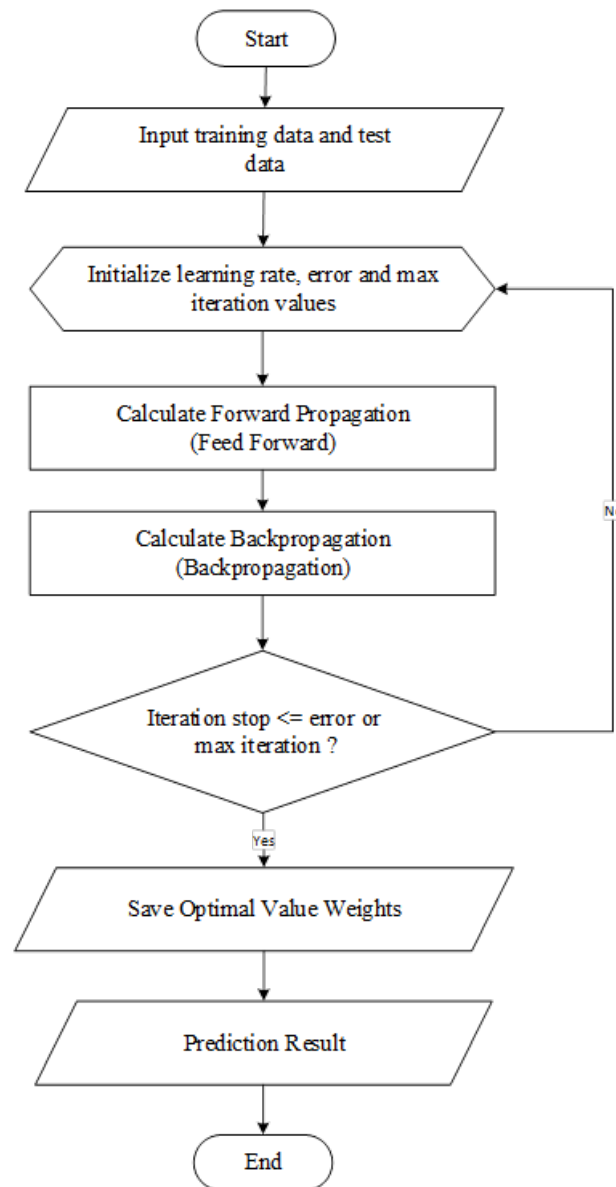 Start
Input training data and test
data
Initialize learning rate, error and max
iteration values
Calculate Forward Propagation
(Feed Forward)
Calculate Backpropagation
(Backpropagation)
N
Iteration stop <= error or
max iteration ?
Yes
Save Optimal Value Weights
Prediction Result
End